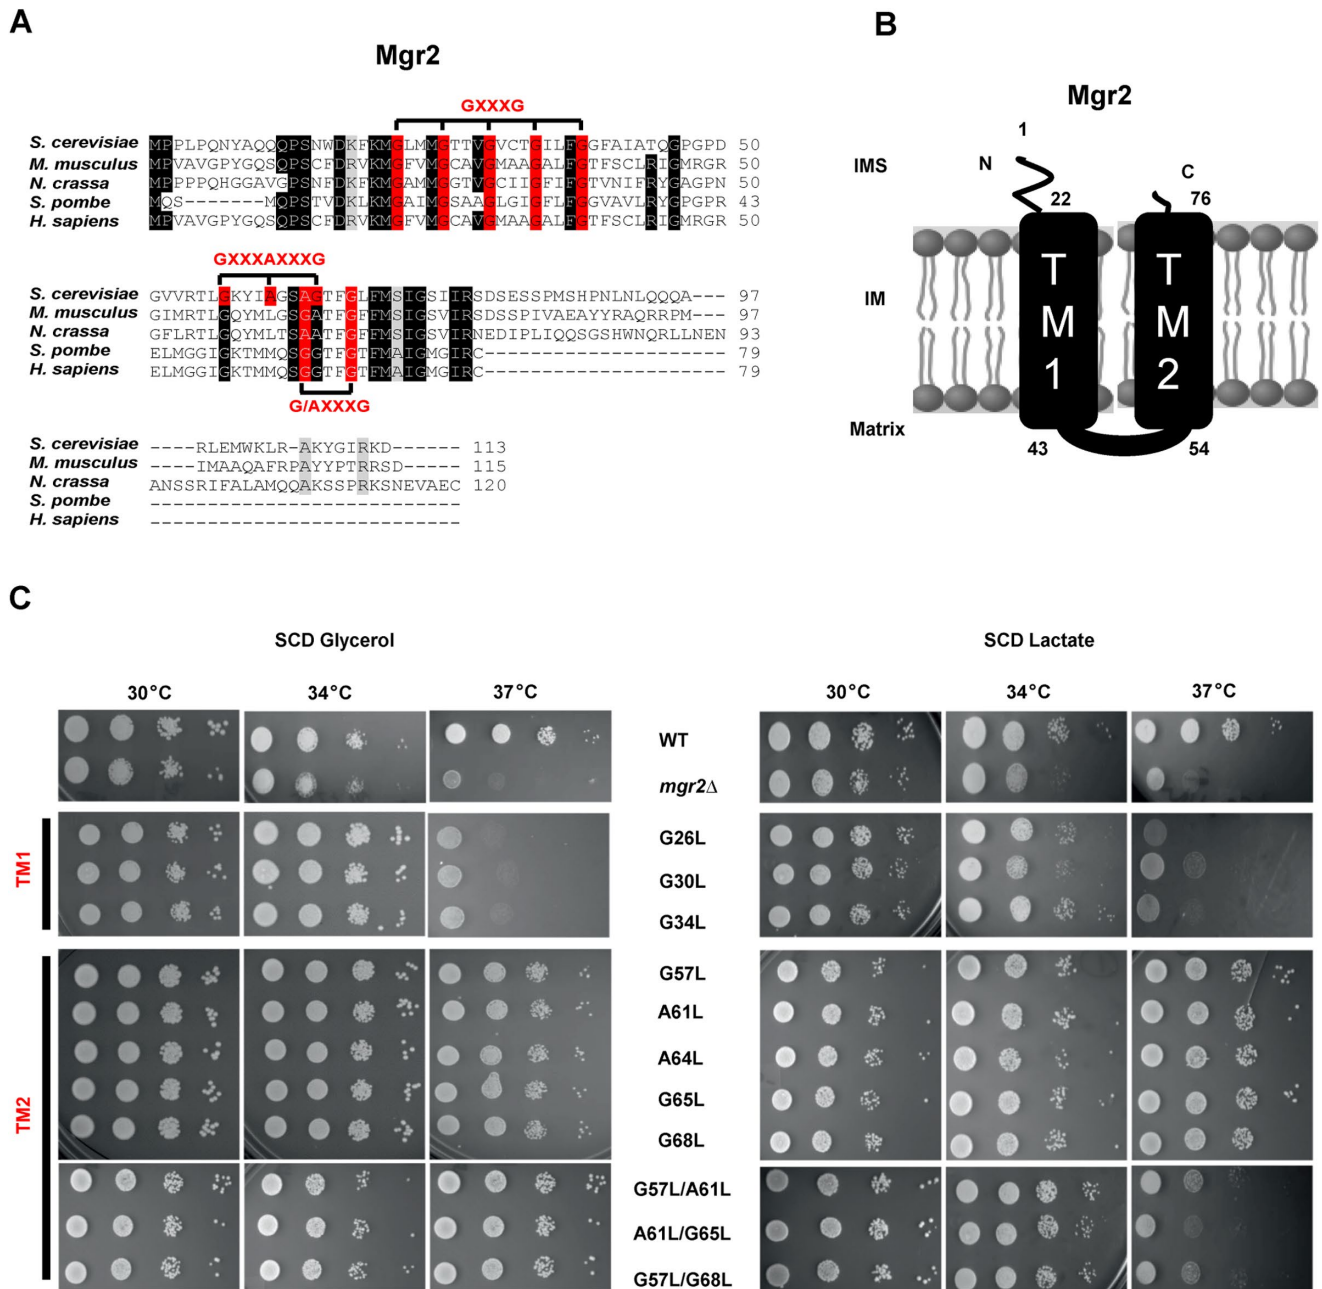 A
Mgr2
GXXXG
S. cerevisiae MPPLPQNYAQQQPSNWDKFKMGLMMGTTVGVCTGILFGGFAIATQGPGPD 50
M. musculus MPVAVGPYGQSQPSCFDRVKMGFVMGCAVGMAAGALFGTFSCLRIGMRGR 50
N. crassa MPPPPQHGGAVGPSNFDKFKMGAMMGGTVGCIIGFIFGTVNIFRYGAGPN 50
S. pombe MQS-------MQPSTVDKLKMGAIMGSAAGLGIGFLFGGVAVLRYGPGPR 43
H. sapiens MPVAVGPYGQSQPSCFDRVKMGFVMGCAVGMAAGALFGTFSCLRIGMRGR 50
GXXXAXXXG
S. cerevisiae GVVRTLGKYIAGSAGTFGLFMSIGSIIRSDSESSPMSHPNLNLQQQA--- 97
M. musculus GIMRTLGQYMLGSGATFGTFMSIGSVIRSDSSPIVAEAYYRAQRRPM--- 97
N. crassa GFLRTLGQYMLTSAATFGFFMSIGSVIRNEDIPLIQQSGSHWNQRLLNEN 93
S. pombe ELMGGIGKTMMQSGGTFGTFMAIGMGIRC--------------------- 79
H. sapiens ELMGGIGKTMMQSGGTFGTFMAIGMGIRC--------------------- 79
G/AXXXG
S. cerevisiae ----RLEMWKLR-AKYGIRKD------ 113
M. musculus ----IMAAQAFRPAYYPTRRSD----- 115
N. crassa ANSSRIFALAMQQAKSSPRKSNEVAEC 120
S. pombe ---------------------------
H. sapiens ---------------------------
B
Mgr2
1
IMS
N
C
22
76
TM1
TM2
IM
Matrix
43
54
C
SCD Glycerol
SCD Lactate
30°C 34°C 37°C
30°C 34°C 37°C
WT
mgr2Δ
TM1
G26L
G30L
G34L
TM2
G57L
A61L
A64L
G65L
G68L
G57L/A61L
A61L/G65L
G57L/G68L